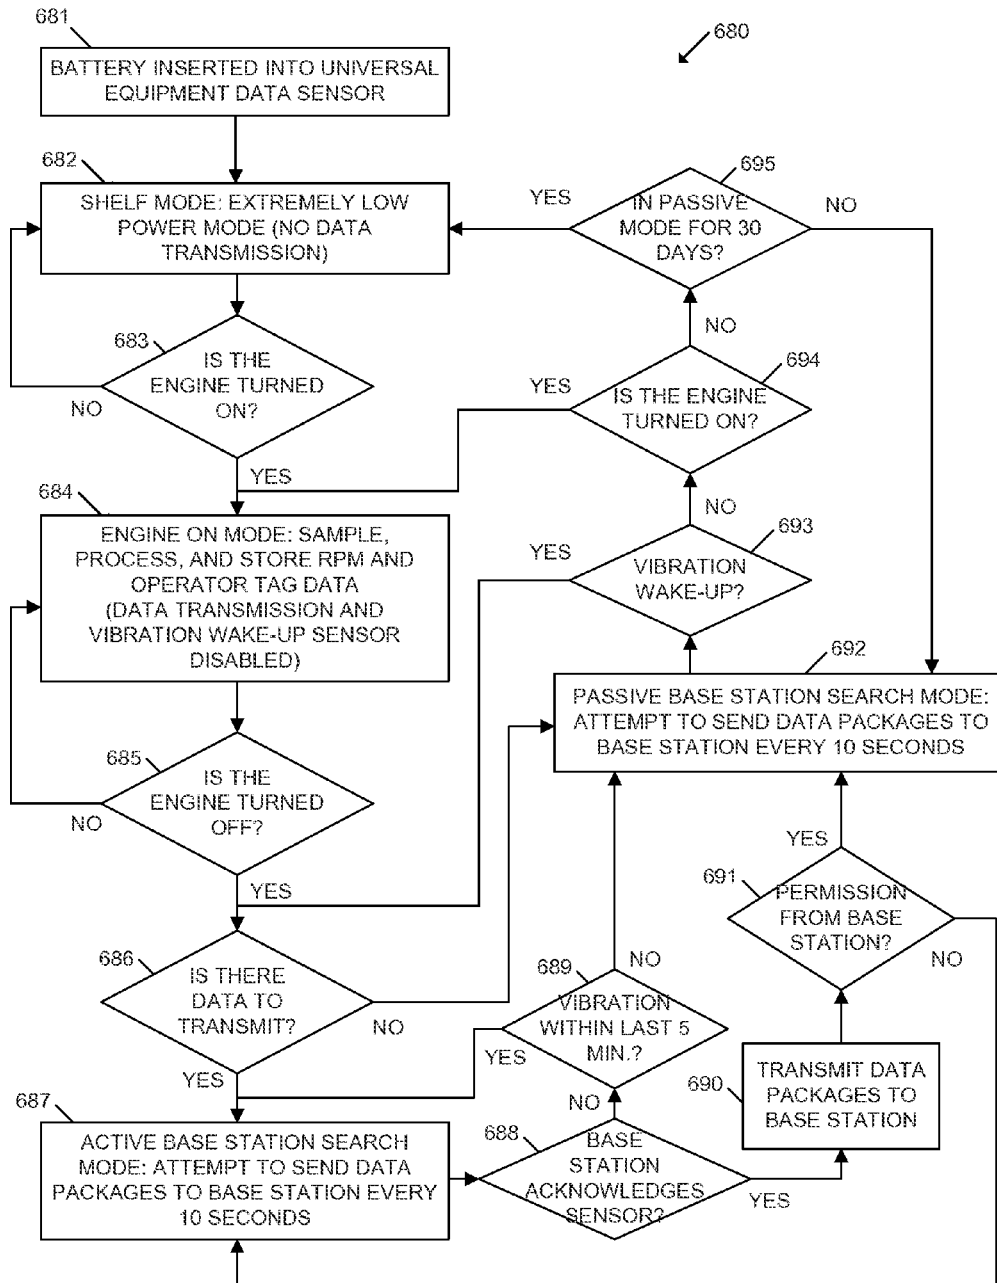 681
680
BATTERY INSERTED INTO UNIVERSAL
EQUIPMENT DATA SENSOR
682
SHELF MODE: EXTREMELY LOW
POWER MODE (NO DATA
TRANSMISSION)
695
YES
IN PASSIVE
MODE FOR 30
DAYS?
NO
683
IS THE
ENGINE TURNED
ON?
NO
YES
NO
694
YES
IS THE ENGINE
TURNED ON?
684
ENGINE ON MODE: SAMPLE,
PROCESS, AND STORE RPM AND
OPERATOR TAG DATA
(DATA TRANSMISSION AND
VIBRATION WAKE-UP SENSOR
DISABLED)
NO
693
YES
VIBRATION
WAKE-UP?
692
PASSIVE BASE STATION SEARCH MODE:
ATTEMPT TO SEND DATA PACKAGES TO
BASE STATION EVERY 10 SECONDS
685
IS THE
ENGINE TURNED
OFF?
NO
YES
YES
691
PERMISSION
FROM BASE
STATION?
NO
686
IS THERE
DATA TO
TRANSMIT?
NO
YES
689
NO
VIBRATION
WITHIN LAST 5
MIN.?
YES
690
TRANSMIT DATA
PACKAGES TO
BASE STATION
687
ACTIVE BASE STATION SEARCH
MODE: ATTEMPT TO SEND DATA
PACKAGES TO BASE STATION EVERY
10 SECONDS
688
NO
BASE
STATION
ACKNOWLEDGES
SENSOR?
YES